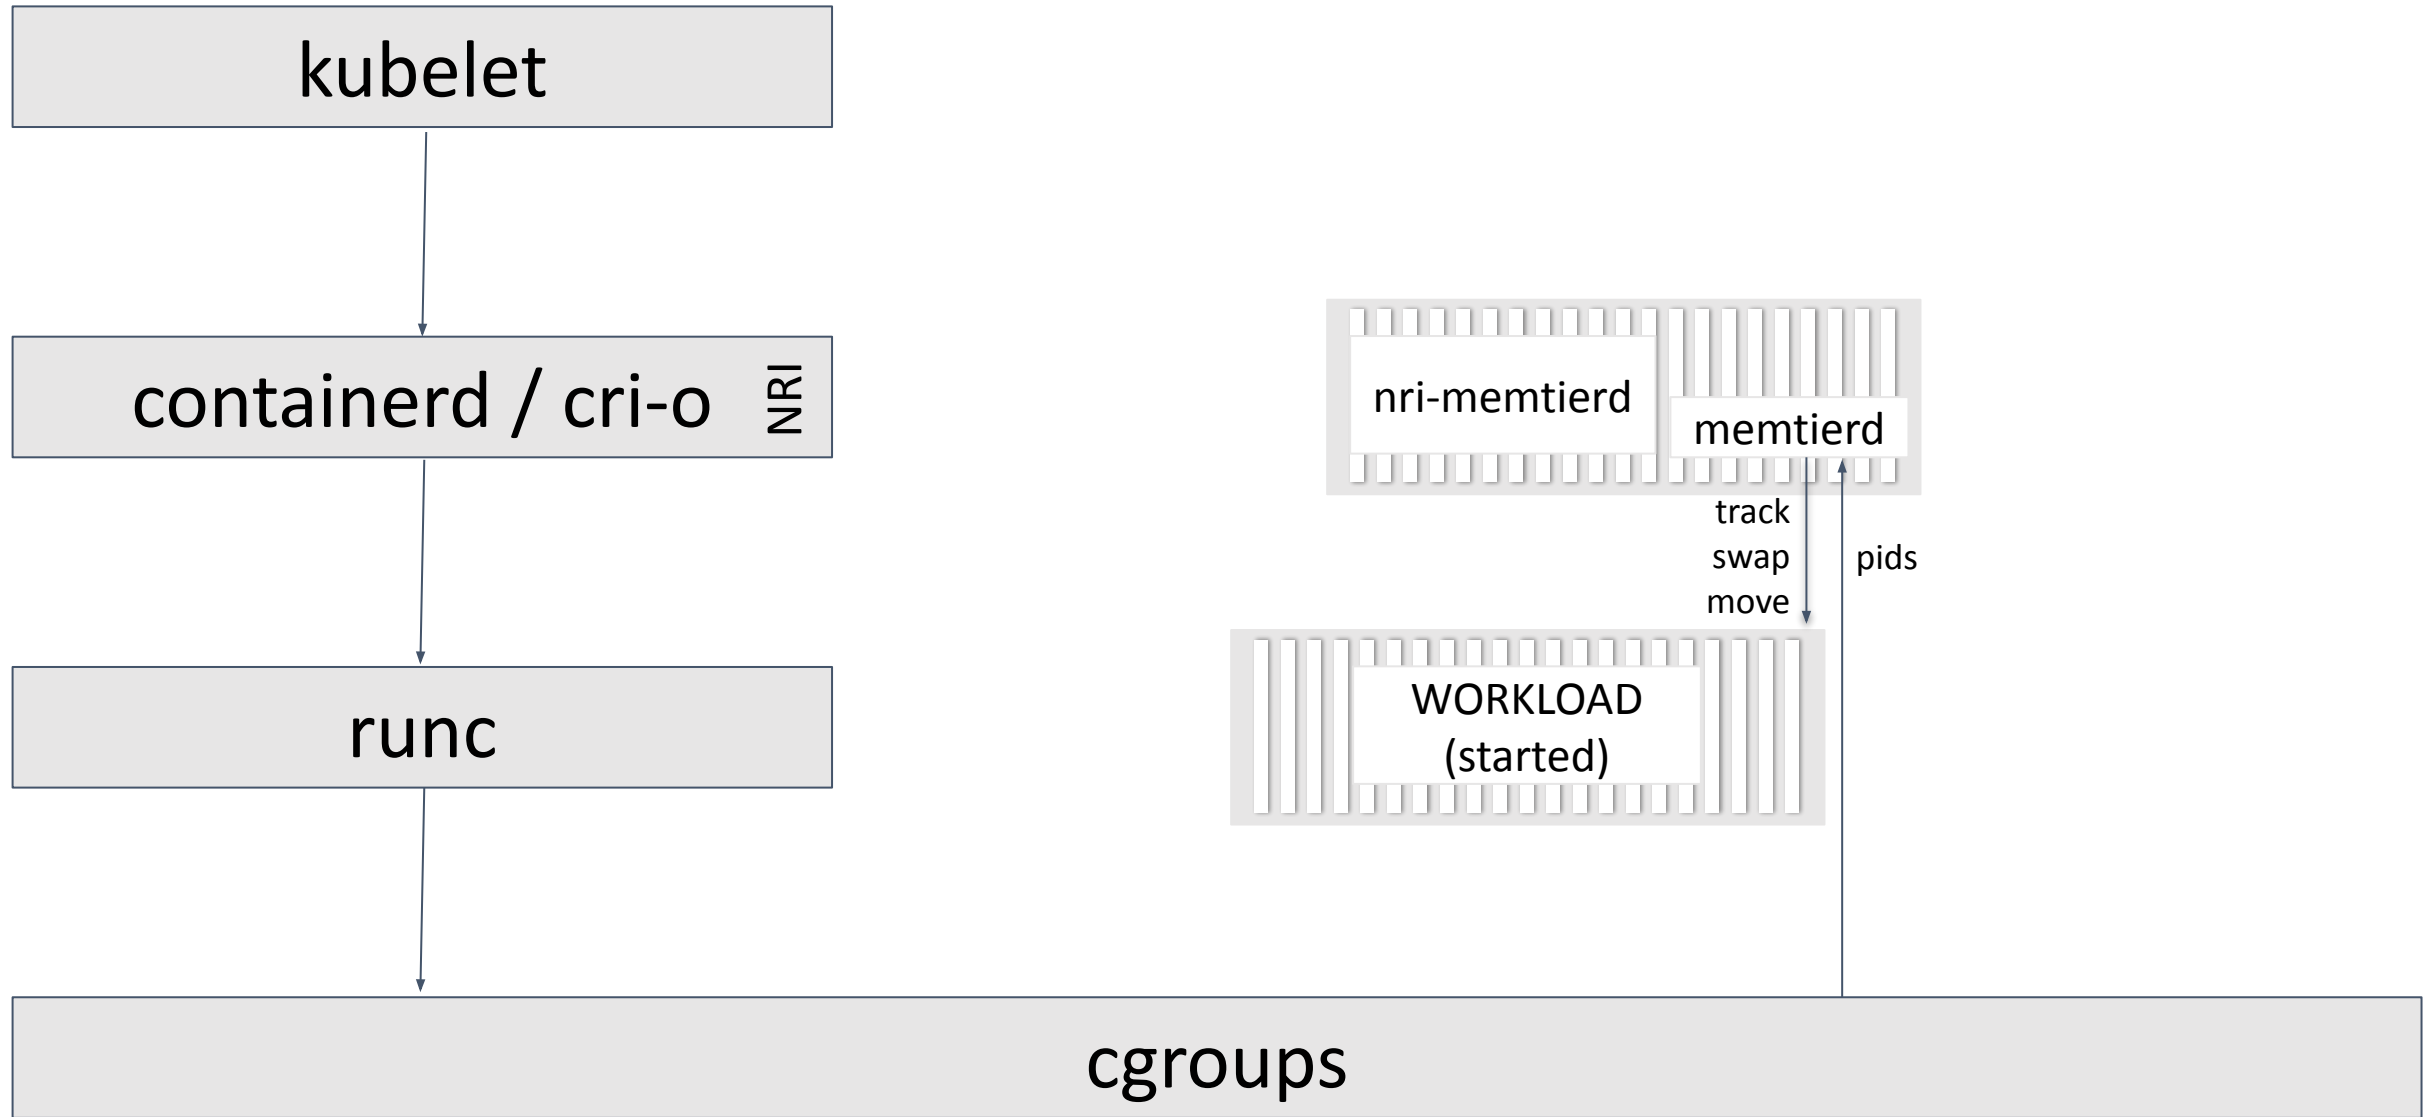 kubelet
containerd / cri-o
NRI
nri-memtierd
memtierd
track
swap
move
pids
runc
WORKLOAD
(started)
cgroups